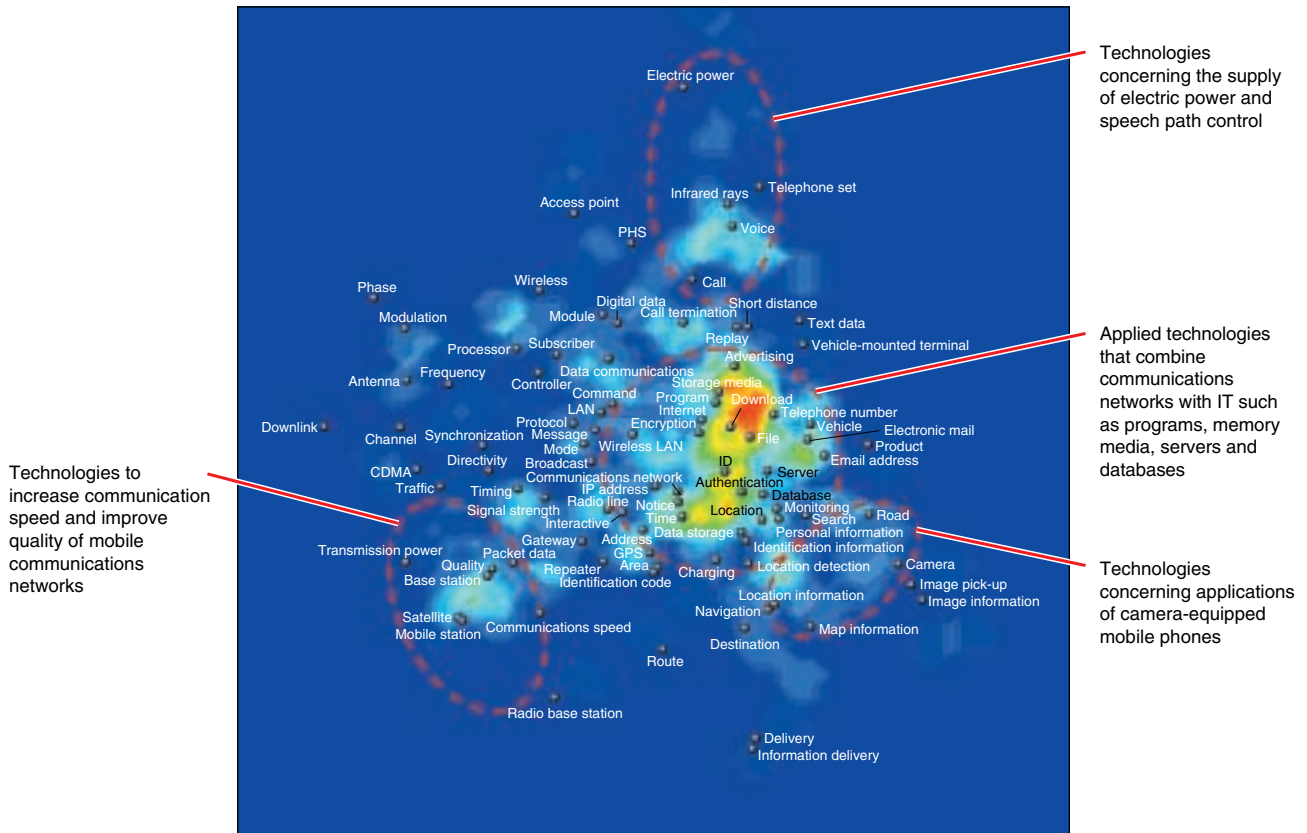 Electric power
Technologies
concerning the supply
of electric power and
speech path control
Infrared rays
Telephone set
Access point
Voice
PHS
Call
Wireless
Phase
Digital data
Short distance
Modulation
Module
Call termination
Text data
Replay
Vehicle-mounted terminal
Applied technologies
that combine
communications
networks with IT such
as programs, memory
media, servers and
databases
Processor
Subscriber
Advertising
Antenna
Frequency
Controller
Data communications
Storage media
Command
Program
Download
LAN
Internet
Telephone number
Downlink
Channel
Protocol
Encryption
Vehicle
Electronic mail
Synchronization
Message
Wireless LAN
File
Product
Mode
Email address
CDMA
Directivity
Broadcast
ID
Server
Technologies to
increase communication
speed and improve
quality of mobile
communications
networks
Traffic
Timing
Communications network
Authentication
IP address
Database
Signal strength
Radio line
Notice
Location
Monitoring
Road
Interactive
Time
Search
Transmission power
Gateway
Address
Data storage
Personal information
Packet data
GPS
Identification information
Quality
Repeater
Area
Charging
Location detection
Camera
Base station
Identification code
Image pick-up
Technologies
concerning applications
of camera-equipped
mobile phones
Location information
Image information
Satellite
Communications speed
Navigation
Mobile station
Map information
Destination
Route
Radio base station
Delivery
Information delivery